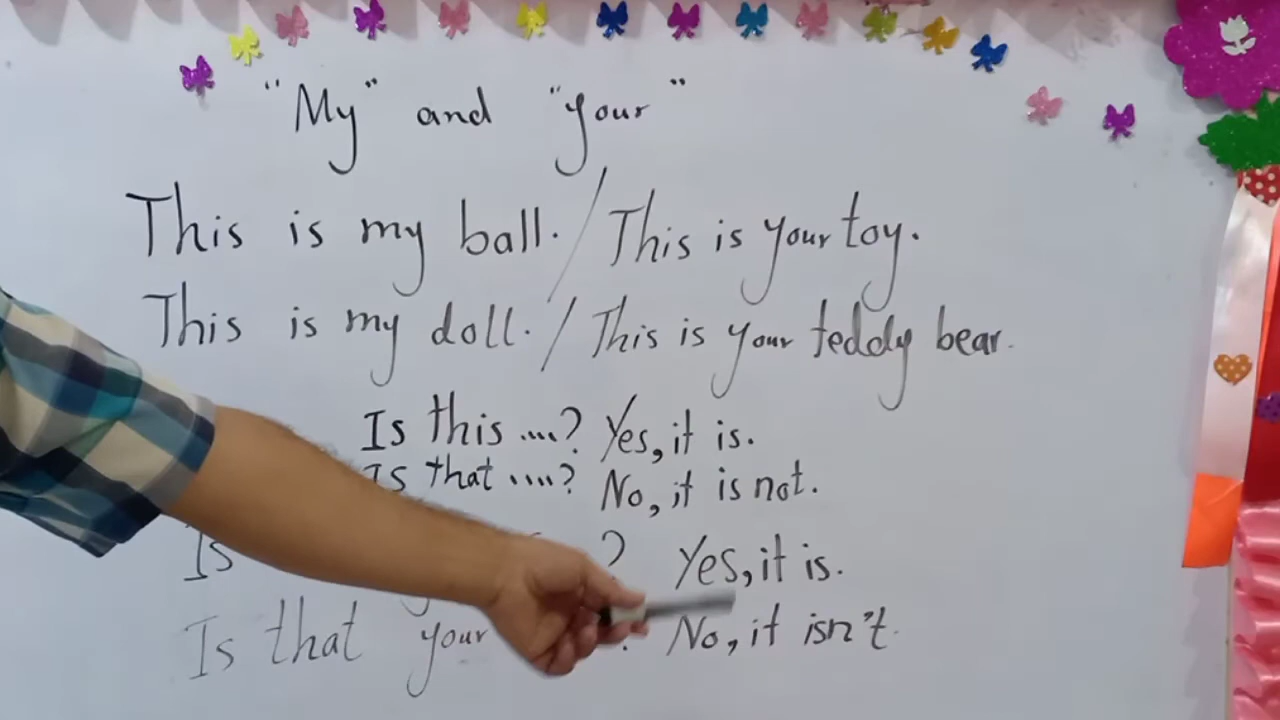 "My" and "your"
This is my ball. / This is your toy.
This is my doll. / This is your teddy bear.
Is this ....? Yes, it is.
Is that ....? No, it is not.
Is ? Yes, it is.
Is that your ? No, it isn't.